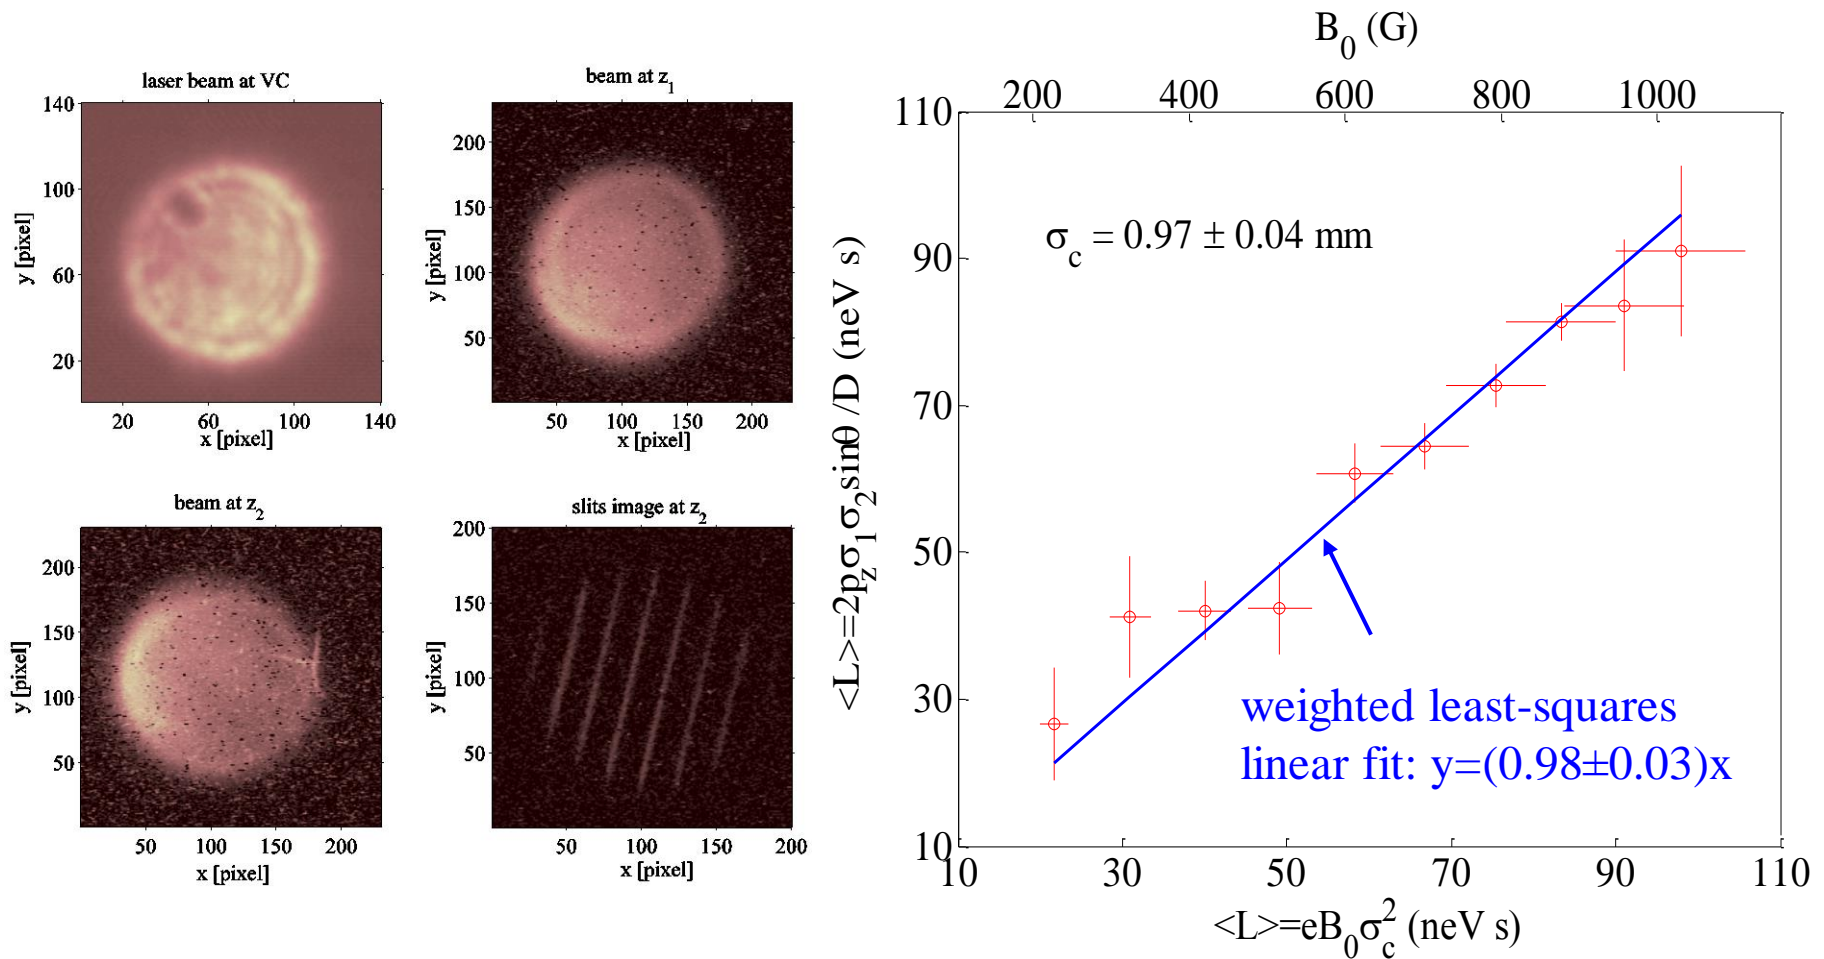 laser beam at VC
140
100
60
20
y [pixel]
20 60 100 140
x [pixel]
beam at z1
200
150
100
50
y [pixel]
50 100 150 200
x [pixel]
beam at z2
200
150
100
50
y [pixel]
50 100 150 200
x [pixel]
slits image at z2
200
150
100
50
y [pixel]
50 100 150 200
x [pixel]
B0 (G)
200 400 600 800 1000
110
90
70
50
30
10
<L>=2pzσ1σ2sinθ/D (neV s)
σc = 0.97 ± 0.04 mm
weighted least-squares
linear fit: y=(0.98±0.03)x
10 30 50 70 90 110
<L>=eB0σc2 (neV s)